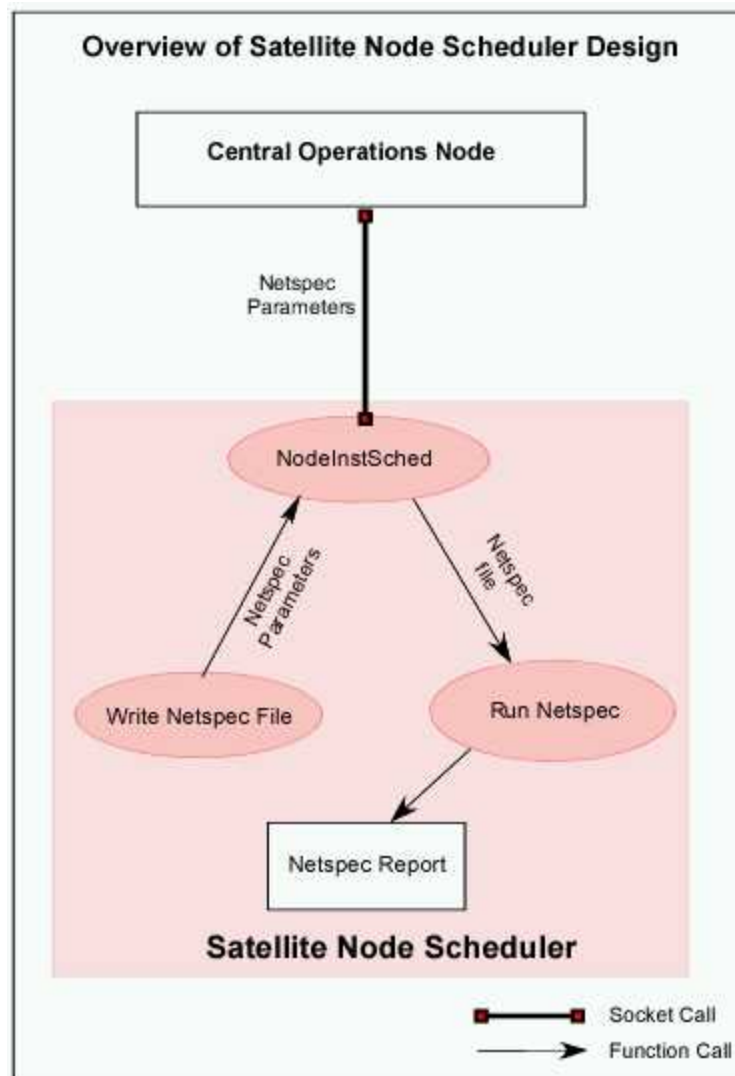 Overview of Satellite Node Scheduler Design
Central Operations Node
Netspec
Parameters
NodeInstSched
Netspec
Parameters
Netspec
file
Write Netspec File
Run Netspec
Netspec Report
Satellite Node Scheduler
Socket Call
Function Call